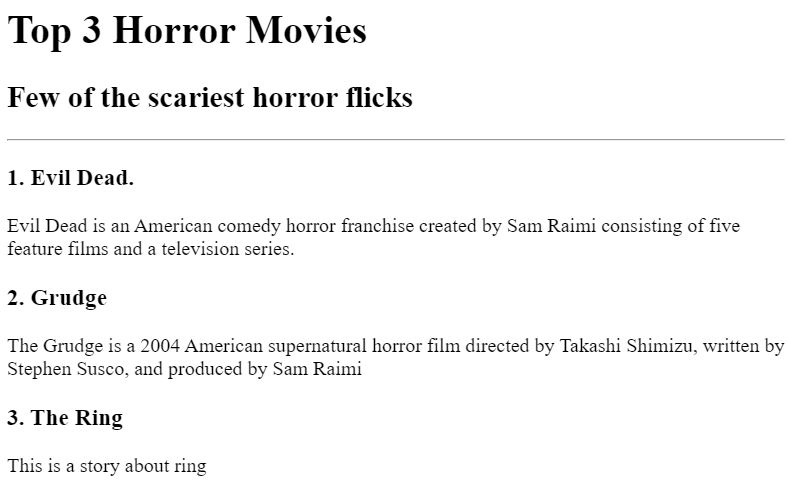 Top 3 Horror Movies
Few of the scariest horror flicks
1. Evil Dead.
Evil Dead is an American comedy horror franchise created by Sam Raimi consisting of five
feature films and a television series.
2. Grudge
The Grudge is a 2004 American supernatural horror film directed by Takashi Shimizu, written by
Stephen Susco, and produced by Sam Raimi
3. The Ring
This is a story about ring